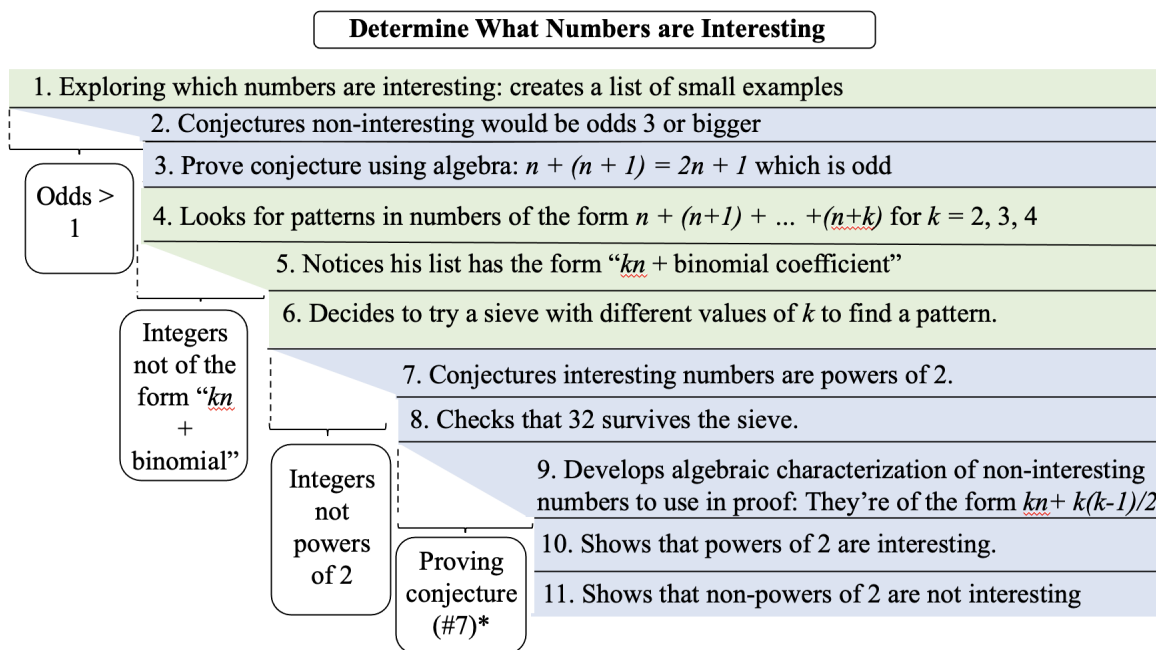 Determine What Numbers are Interesting
1. Exploring which numbers are interesting: creates a list of small examples
2. Conjectures non-interesting would be odds 3 or bigger
3. Prove conjecture using algebra: n + (n + 1) = 2n + 1 which is odd
Odds >
1
4. Looks for patterns in numbers of the form n + (n+1) + ... +(n+k) for k = 2, 3, 4
5. Notices his list has the form “kn + binomial coefficient”
6. Decides to try a sieve with different values of k to find a pattern.
Integers
not of the
form “kn
+
binomial”
7. Conjectures interesting numbers are powers of 2.
8. Checks that 32 survives the sieve.
Integers
not
powers
of 2
9. Develops algebraic characterization of non-interesting
numbers to use in proof: They’re of the form kn+ k(k-1)/2
10. Shows that powers of 2 are interesting.
11. Shows that non-powers of 2 are not interesting
Proving
conjecture
(#7)*